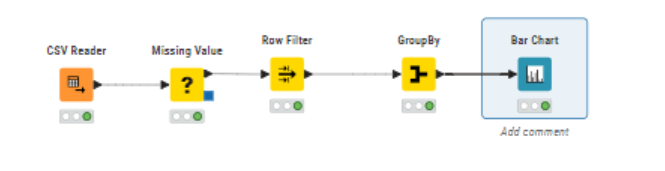 CSV Reader
Missing Value
Row Filter
GroupBy
Bar Chart
?
Add comment